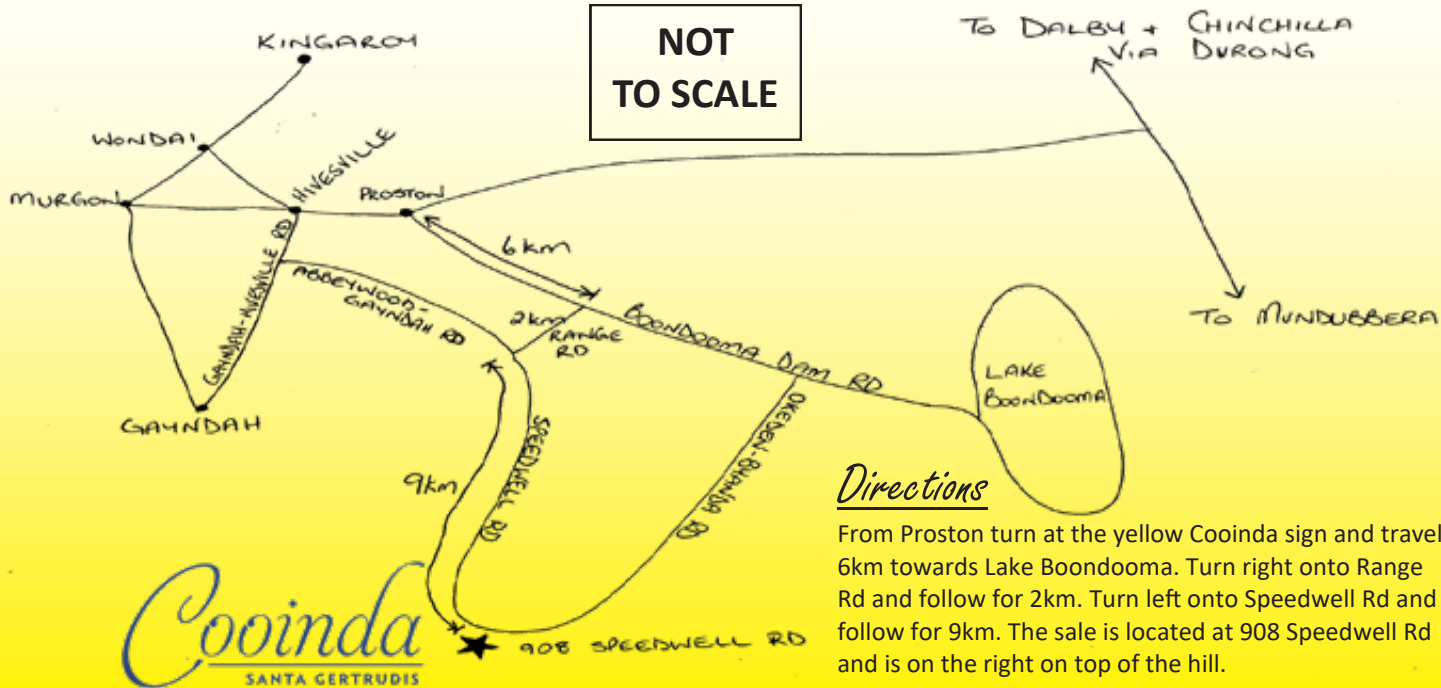 KINGAROY
NOT
TO SCALE
TO DALBY + CHINCHILLA
VIA DURONG
WONDAI
HIVESVILLE
MURGON
PROSTON
6km
GAYNDAH-HIVESVILLE RD
ABBEYWOOD-
GAYNDAH RD
2km
RANGE
RD
BOONDOOMA DAM RD
TO MUNDUBBERA
LAKE
BOONDOOMA
GAYNDAH
SPEEDWELL RD
OKEDEN-BYANDA RD
9km
Directions
From Proston turn at the yellow Cooinda sign and travel
6km towards Lake Boondooma. Turn right onto Range
Rd and follow for 2km. Turn left onto Speedwell Rd and
follow for 9km. The sale is located at 908 Speedwell Rd
and is on the right on top of the hill.
Cooinda
SANTA GERTRUDIS
908 SPEEDWELL RD